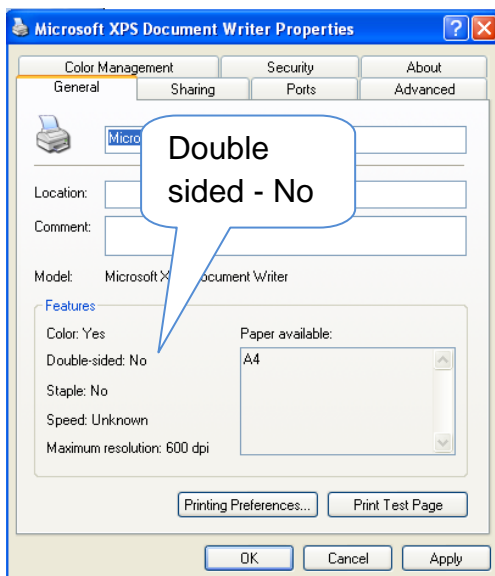 Microsoft XPS Document Writer Properties
Color Management Security About
General Sharing Ports Advanced
Micro
Double
sided - No
Location:
Comment:
Model: Microsoft X ocument Writer
Features
Color: Yes Paper available:
Double-sided: No A4
Staple: No
Speed: Unknown
Maximum resolution: 600 dpi
Printing Preferences... Print Test Page
OK Cancel Apply